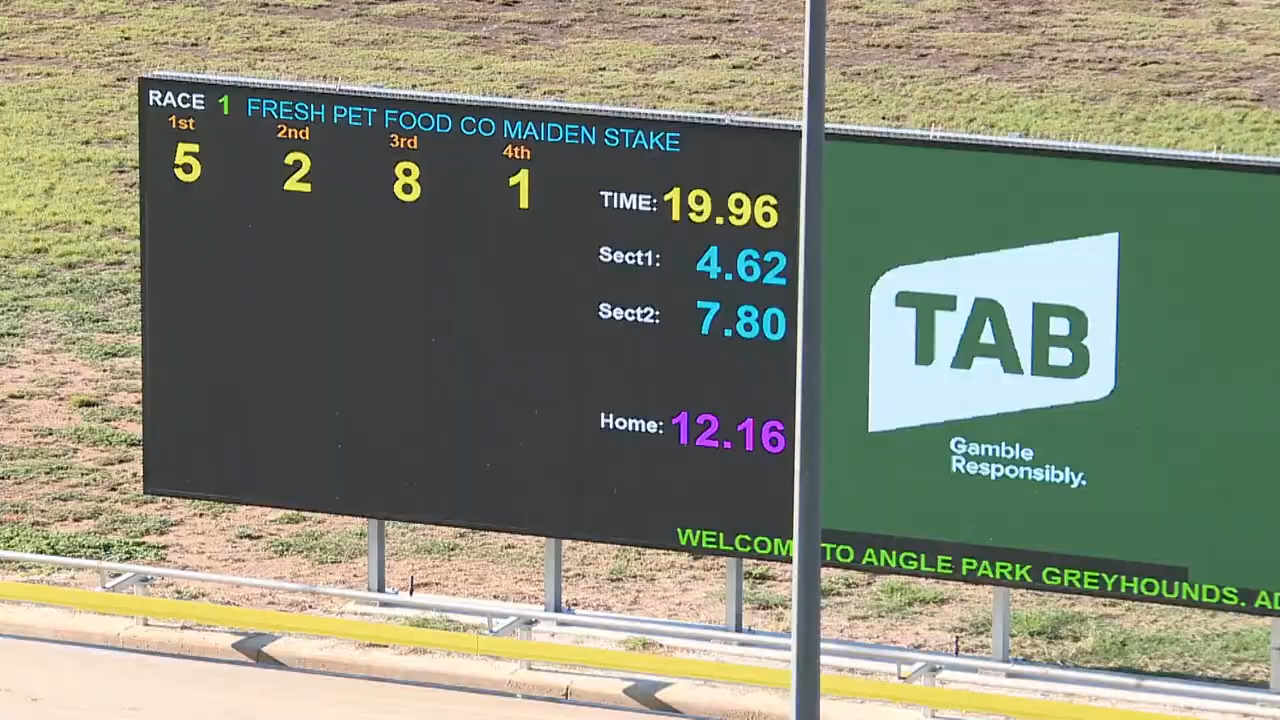 RACE 1 FRESH PET FOOD CO MAIDEN STAKE
1st 2nd 3rd 4th
5 2 8 1
TIME: 19.96
Sect1: 4.62
Sect2: 7.80
Home: 12.16
TAB
Gamble
Responsibly.
WELCOM TO ANGLE PARK GREYHOUNDS.